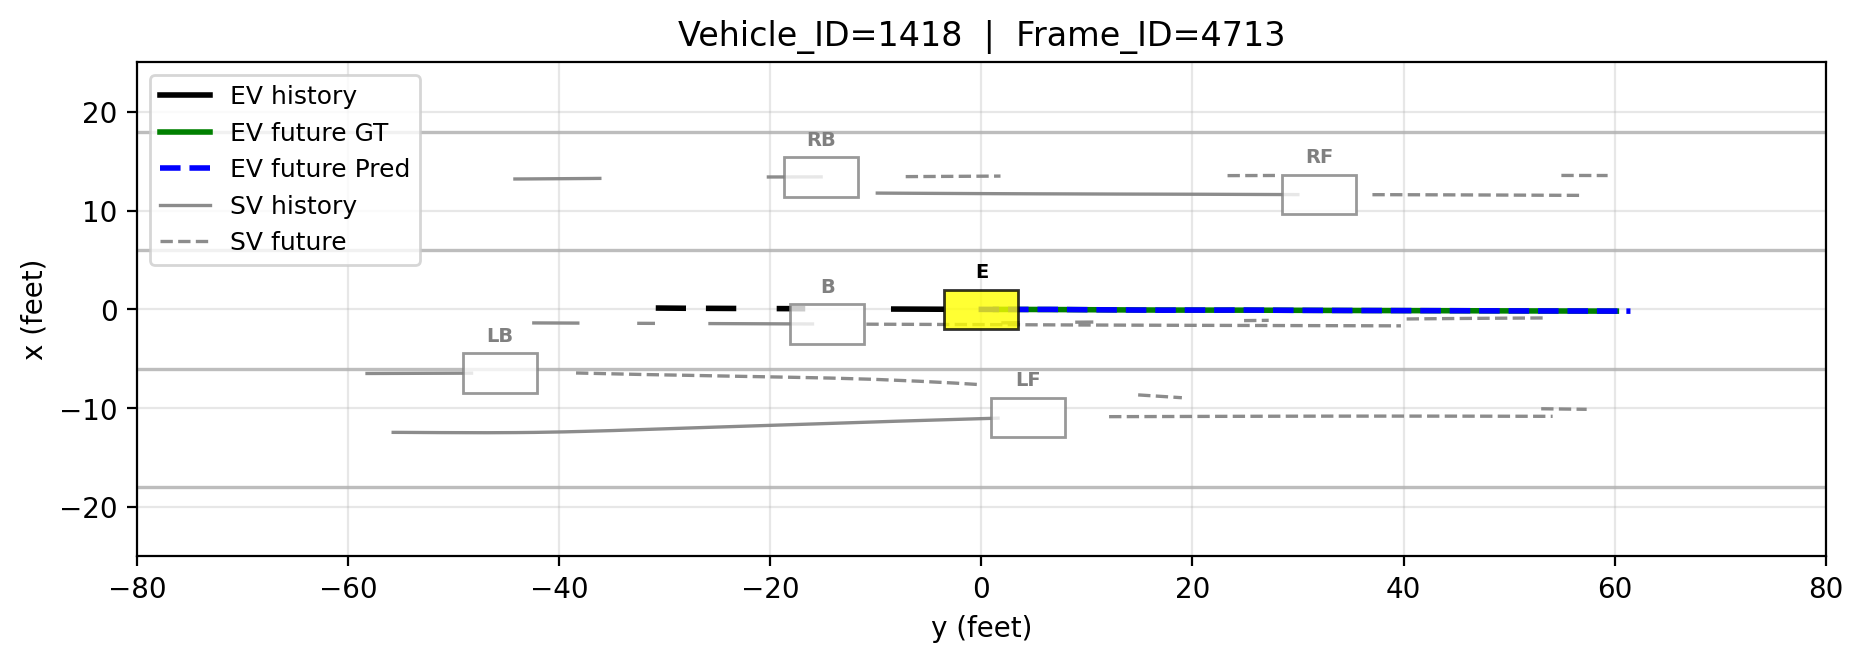 Vehicle_ID=1418 | Frame_ID=4713
EV history
EV future GT
EV future Pred
SV history
SV future
RB
RF
E
B
LB
LF
x (feet)
20
10
0
−10
−20
−80
−60
−40
−20
0
20
40
60
80
y (feet)